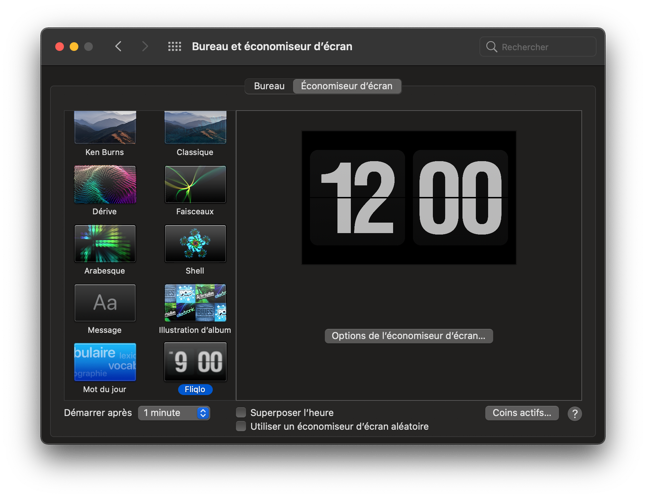 Bureau et économiseur d'écran
Rechercher
Bureau
Économiseur d'écran
Ken Burns
Classique
Dérive
Faisceaux
Arabesque
Shell
Aa
Message
Illustration d'album
bulaire
lexi
vocab
ographie
Mot du jour
9 00
Fliqlo
12 00
Options de l'économiseur d'écran...
Démarrer après
1 minute
Superposer l'heure
Utiliser un économiseur d'écran aléatoire
Coins actifs...
?